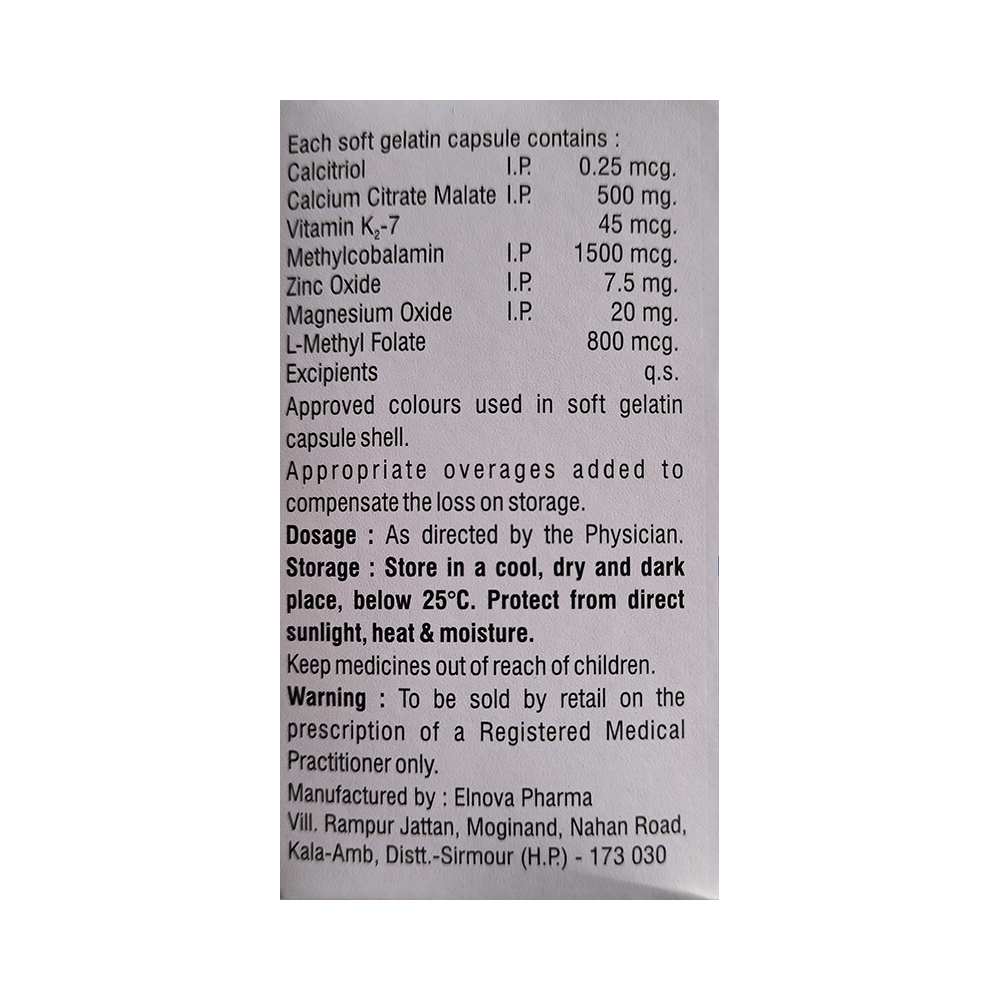 Each soft gelatin capsule contains :
Calcitriol I.P. 0.25 mcg.
Calcium Citrate Malate I.P. 500 mg.
Vitamin K₂-7 45 mcg.
Methylcobalamin I.P 1500 mcg.
Zinc Oxide I.P. 7.5 mg.
Magnesium Oxide I.P. 20 mg.
L-Methyl Folate 800 mcg.
Excipients q.s.
Approved colours used in soft gelatin
capsule shell.
Appropriate overages added to
compensate the loss on storage.
Dosage : As directed by the Physician.
Storage : Store in a cool, dry and dark
place, below 25°C. Protect from direct
sunlight, heat & moisture.
Keep medicines out of reach of children.
Warning : To be sold by retail on the
prescription of a Registered Medical
Practitioner only.
Manufactured by : Elnova Pharma
Vill. Rampur Jattan, Moginand, Nahan Road,
Kala-Amb, Distt.-Sirmour (H.P.) - 173 030